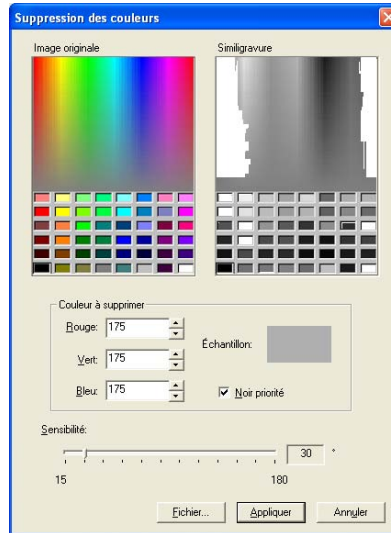 Suppression des couleurs
Image originale
Similigravure
Couleur à supprimer
Rouge: 175
Échantillon:
Vert: 175
Bleu: 175
Noir priorité
Sensibilité:
30 °
15 180
Fichier... Appliquer Annuler